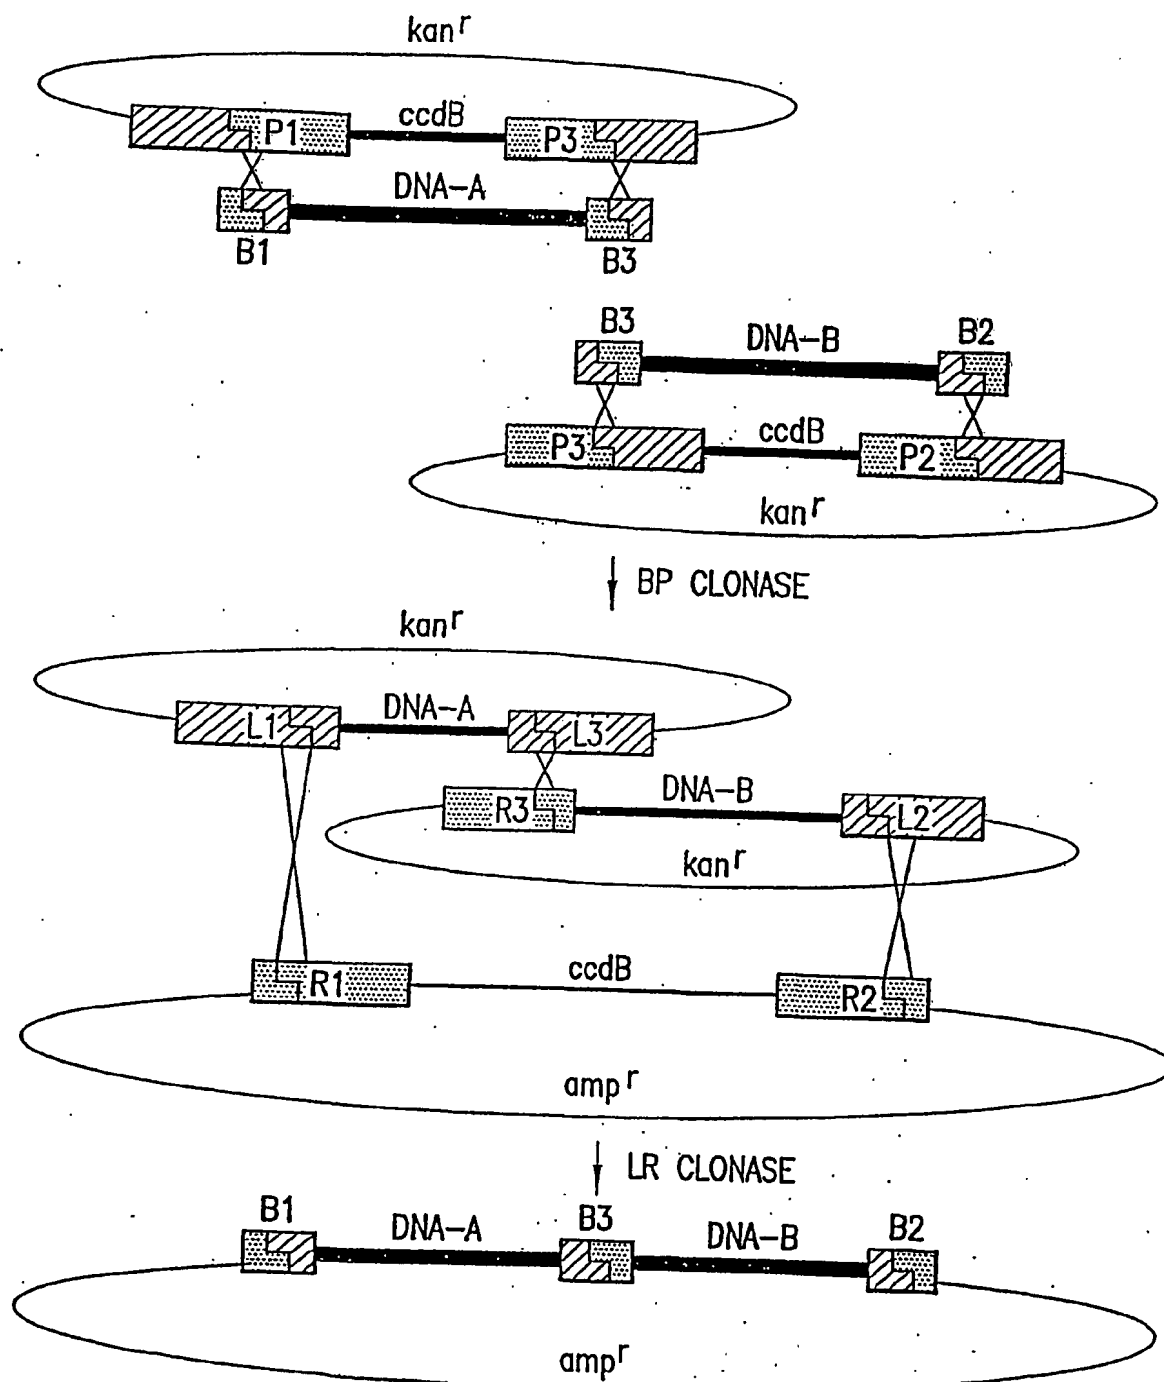 kanʳ
ccdB
P1
P3
DNA-A
B1
B3
B3
DNA-B
B2
ccdB
P3
P2
kanʳ
BP CLONASE
kanʳ
DNA-A
L1
L3
DNA-B
R3
L2
kanʳ
ccdB
R1
R2
ampʳ
LR CLONASE
B1
DNA-A
B3
DNA-B
B2
ampʳ